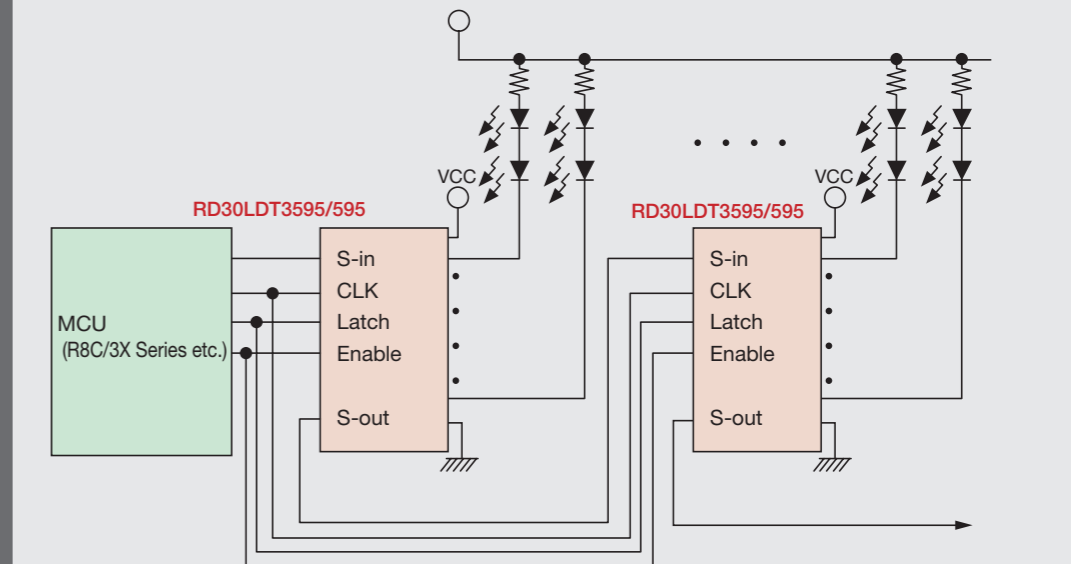 VCC
VCC
RD30LDT3595/595
RD30LDT3595/595
S-in
CLK
Latch
Enable
S-out
MCU
(R8C/3X Series etc.)
S-in
CLK
Latch
Enable
S-out